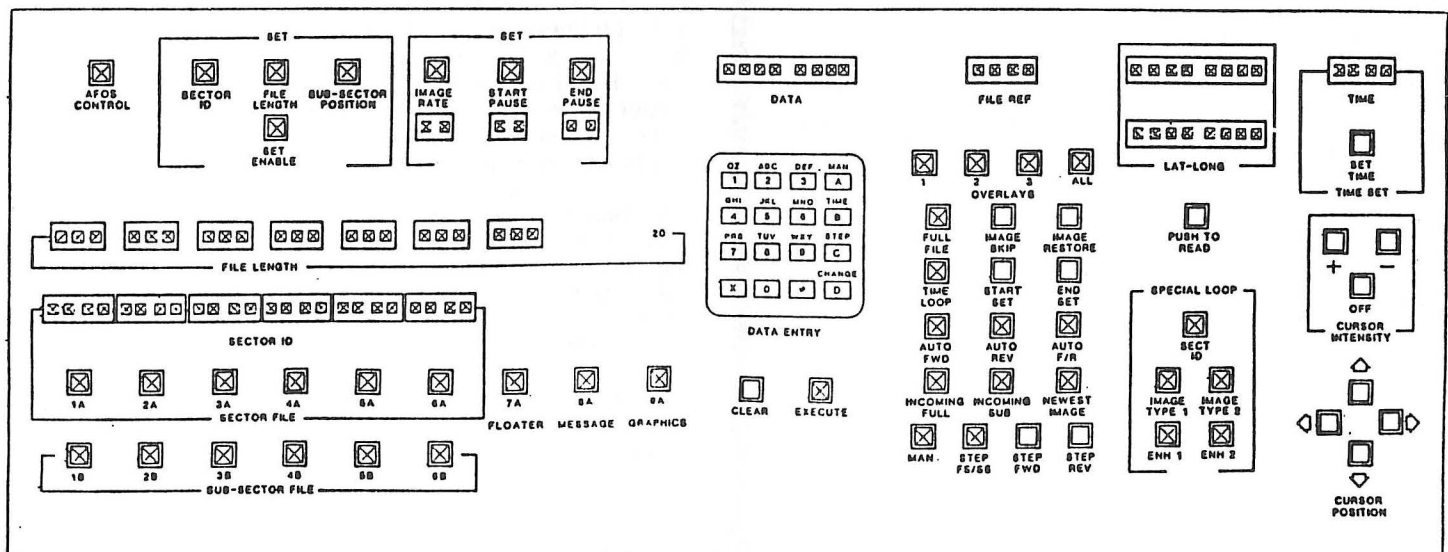 SET
AFOS
CONTROL
SECTOR
ID
FILE
LENGTH
SUB-SECTOR
POSITION
SET
ENABLE
SET
IMAGE
RATE
START
PAUSE
END
PAUSE
DATA
FILE REF
LAT-LONG
TIME
SET
TIME
TIME SET
FILE LENGTH
20
SECTOR ID
1A 2A 3A 4A 5A 6A
SECTOR FILE
7A 8A 9A
FLOATER MESSAGE GRAPHICS
1B 2B 3B 4B 5B 6B
SUB-SECTOR FILE
QZ ABC DEF MAN
1 2 3 A
GHI JKL MNO TIME
4 5 6 B
PRS TUV WXY STEP
7 8 9 C
CHANGE
0 D
DATA ENTRY
CLEAR EXECUTE
1 2 3 ALL
OVERLAYS
FULL
FILE
IMAGE
SKIP
IMAGE
RESTORE
TIME
LOOP
START
SET
END
SET
AUTO
FWD
AUTO
REV
AUTO
F/R
INCOMING
FULL
INCOMING
SUB
NEWEST
IMAGE
MAN.
STEP
FS/SS
STEP
FWD
STEP
REV
PUSH TO
READ
SPECIAL LOOP
SECT
ID
IMAGE
TYPE 1
IMAGE
TYPE 2
ENH 1 ENH 2
+ −
OFF
CURSOR
INTENSITY
CURSOR
POSITION